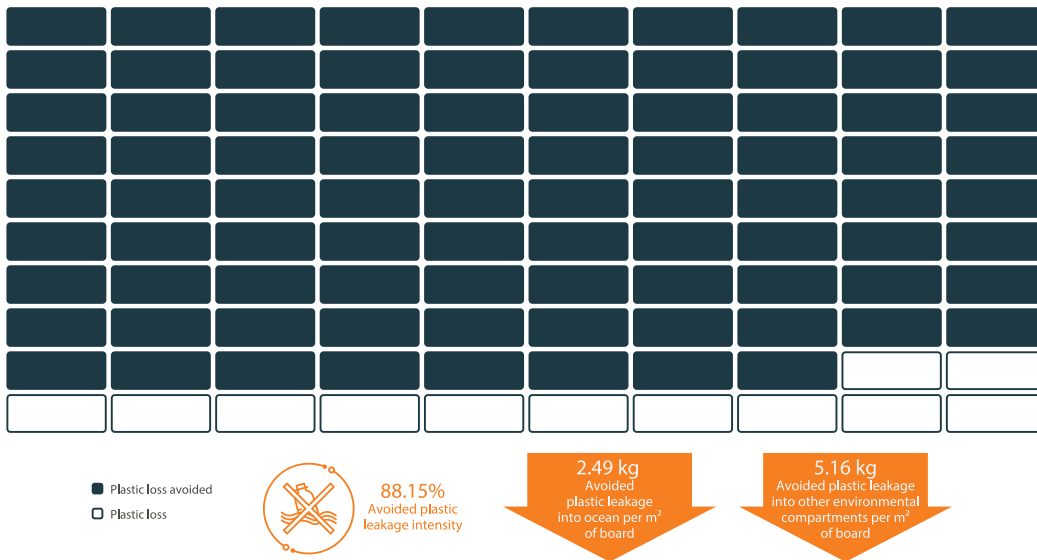 Plastic loss avoided
Plastic loss
88.15%
Avoided plastic
leakage intensity
2.49 kg
Avoided
plastic leakage
into ocean per m²
of board
5.16 kg
Avoided plastic leakage
into other environmental
compartments per m²
of board